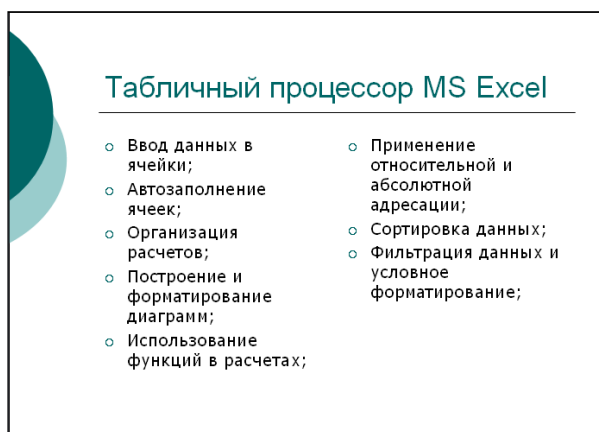 Табличный процессор MS Excel
Ввод данных в
ячейки;
Автозаполнение
ячеек;
Организация
расчетов;
Построение и
форматирование
диаграмм;
Использование
функций в расчетах;
Применение
относительной и
абсолютной
адресации;
Сортировка данных;
Фильтрация данных и
условное
форматирование;